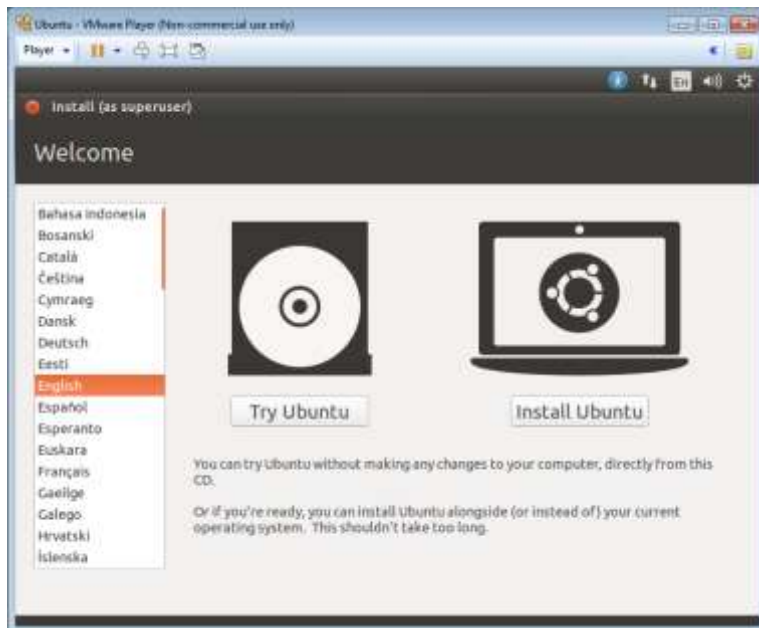 Ubuntu - VMware Player (Non-commercial use only)
Player
En
Install (as superuser)
Welcome
Bahasa Indonesia
Bosanski
Català
Čeština
Cymraeg
Dansk
Deutsch
Eesti
English
Español
Esperanto
Euskara
Français
Gaeilge
Galego
Hrvatski
Íslenska
Try Ubuntu
Install Ubuntu
You can try Ubuntu without making any changes to your computer, directly from this
CD.
Or if you're ready, you can install Ubuntu alongside (or instead of) your current
operating system. This shouldn't take too long.